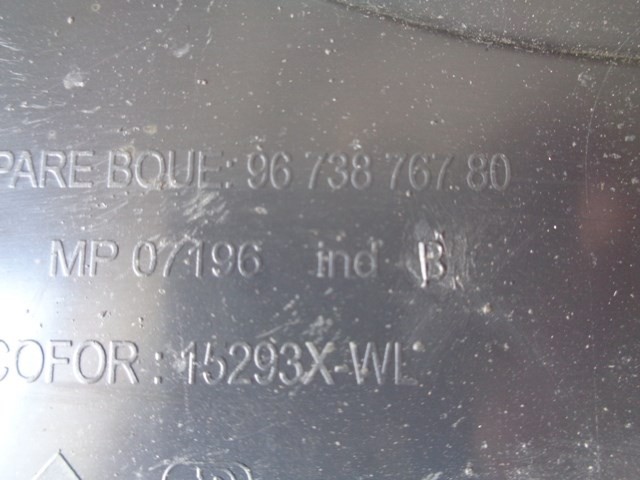 PARE BOUE: 96 738 767 80
MP 07196 ind B
COFOR : 15293X-WL